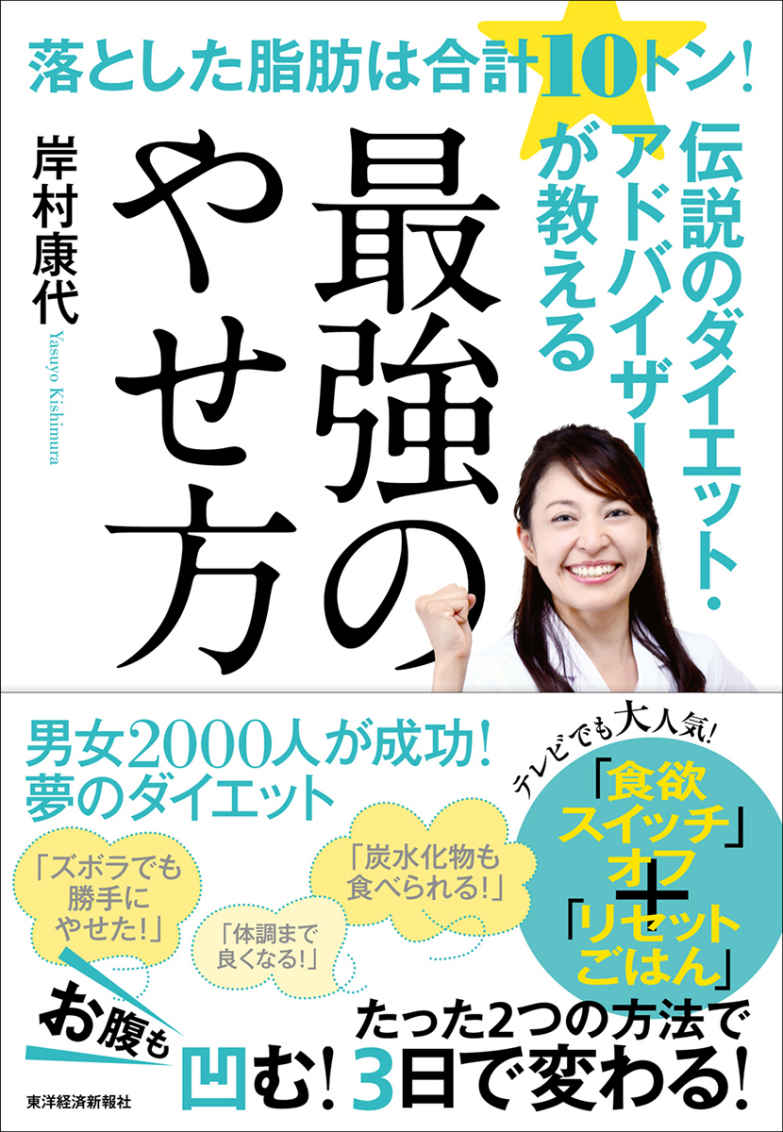 落とした脂肪は合計10トン!
伝説のダイエット・
アドバイザー
が教える
最強の
やせ方
岸村康代
Yasuyo Kishimura
男女2000人が成功!
夢のダイエット
テレビでも大人気!
「食欲
スイッチ」
オフ
+
「リセット
ごはん」
「ズボラでも
勝手に
やせた!」
「体調まで
良くなる!」
「炭水化物も
食べられる!」
お腹も
凹む!
たった2つの方法で
3日で変わる!
東洋経済新報社